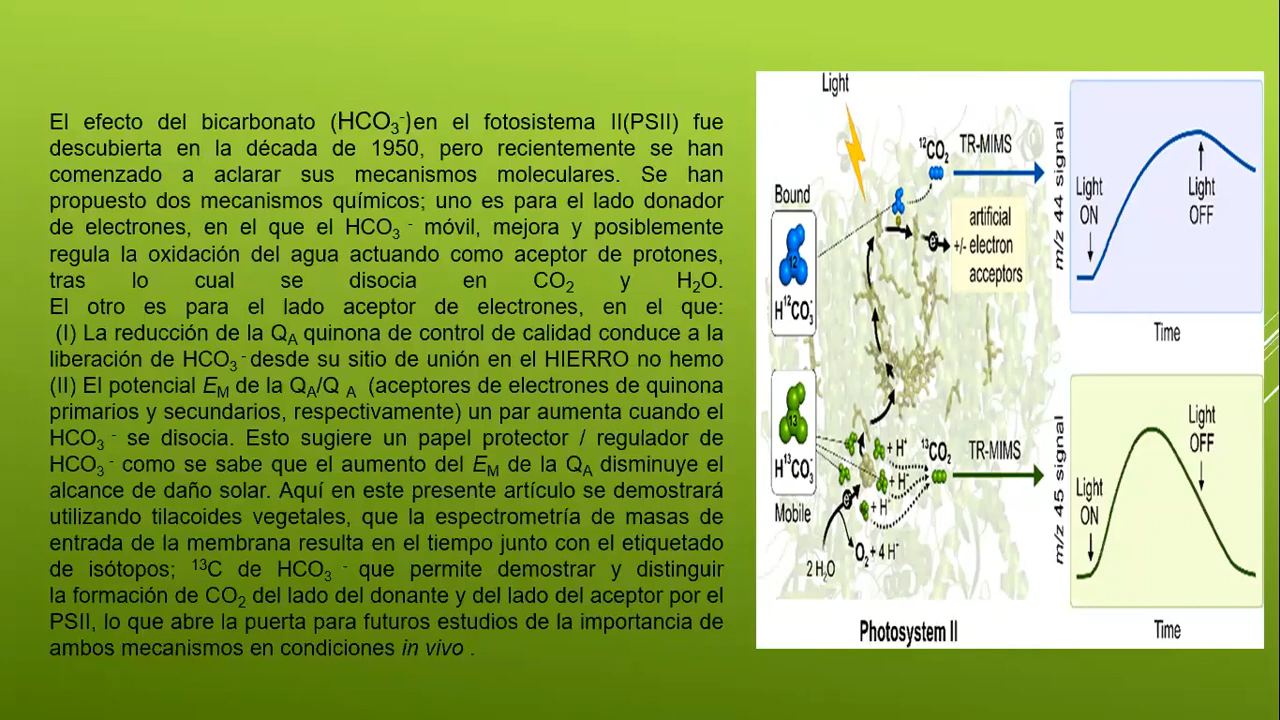 El efecto del bicarbonato (HCO₃⁻)en el fotosistema II(PSII) fue
descubierta en la década de 1950, pero recientemente se han
comenzado a aclarar sus mecanismos moleculares. Se han
propuesto dos mecanismos químicos; uno es para el lado donador
de electrones, en el que el HCO₃ ⁻ móvil, mejora y posiblemente
regula la oxidación del agua actuando como aceptor de protones,
tras lo cual se disocia en CO₂ y H₂O.
El otro es para el lado aceptor de electrones, en el que:
(I) La reducción de la Q_A quinona de control de calidad conduce a la
liberación de HCO₃ ⁻ desde su sitio de unión en el HIERRO no hemo
(II) El potencial E_M de la Q_A/Q _A (aceptores de electrones de quinona
primarios y secundarios, respectivamente) un par aumenta cuando el
HCO₃ ⁻ se disocia. Esto sugiere un papel protector / regulador de
HCO₃ ⁻ como se sabe que el aumento del E_M de la Q_A disminuye el
alcance de daño solar. Aquí en este presente artículo se demostrará
utilizando tilacoides vegetales, que la espectrometría de masas de
entrada de la membrana resulta en el tiempo junto con el etiquetado
de isótopos; ¹³C de HCO₃ ⁻ que permite demostrar y distinguir
la formación de CO₂ del lado del donante y del lado del aceptor por el
PSII, lo que abre la puerta para futuros estudios de la importancia de
ambos mecanismos en condiciones in vivo .
Light
Bound
12
H¹²CO₃⁻
13
H¹³CO₃⁻
Mobile
¹²CO₂
TR-MIMS
artificial
+/- electron
acceptors
e⁻
+ H⁺
+ H⁺
+ H⁺
¹³CO₂
TR-MIMS
e⁻
2 H₂O
O₂ + 4 H⁺
Photosystem II
m/z 44 signal
Light
ON
Light
OFF
Time
m/z 45 signal
Light
ON
Light
OFF
Time